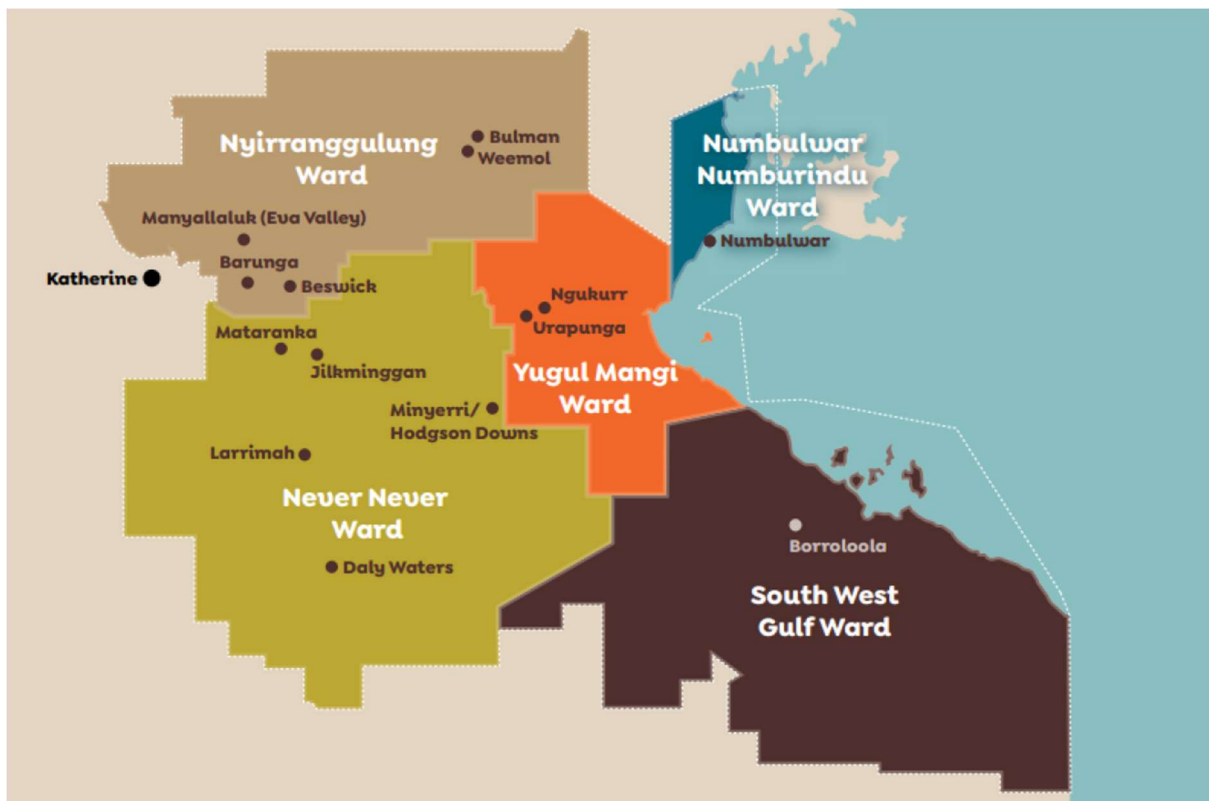 Nyirranggulung
Ward
Bulman
Weemol
Numbulwar
Numburindu
Ward
Numbulwar
Manyallaluk (Eva Valley)
Barunga
Beswick
Katherine
Ngukurr
Urapunga
Yugul Mangi
Ward
Mataranka
Jilkminggan
Minyerri/
Hodgson Downs
Larrimah
Never Never
Ward
Daly Waters
Borroloola
South West
Gulf Ward